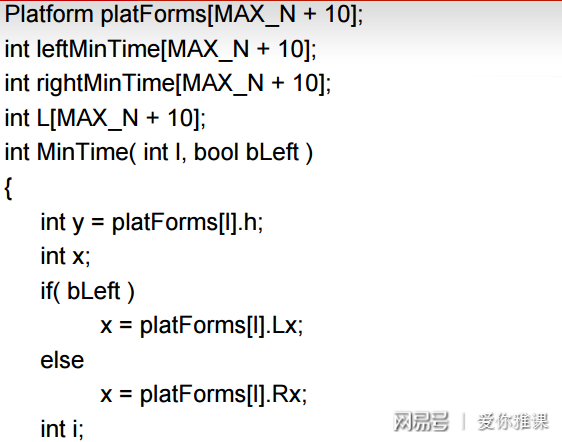 Platform platForms[MAX_N + 10];
int leftMinTime[MAX_N + 10];
int rightMinTime[MAX_N + 10];
int L[MAX_N + 10];
int MinTime( int l, bool bLeft )
{
int y = platForms[l].h;
int x;
if( bLeft )
x = platForms[l].Lx;
else
x = platForms[l].Rx;
int i;
网易号 | 爱你雅课